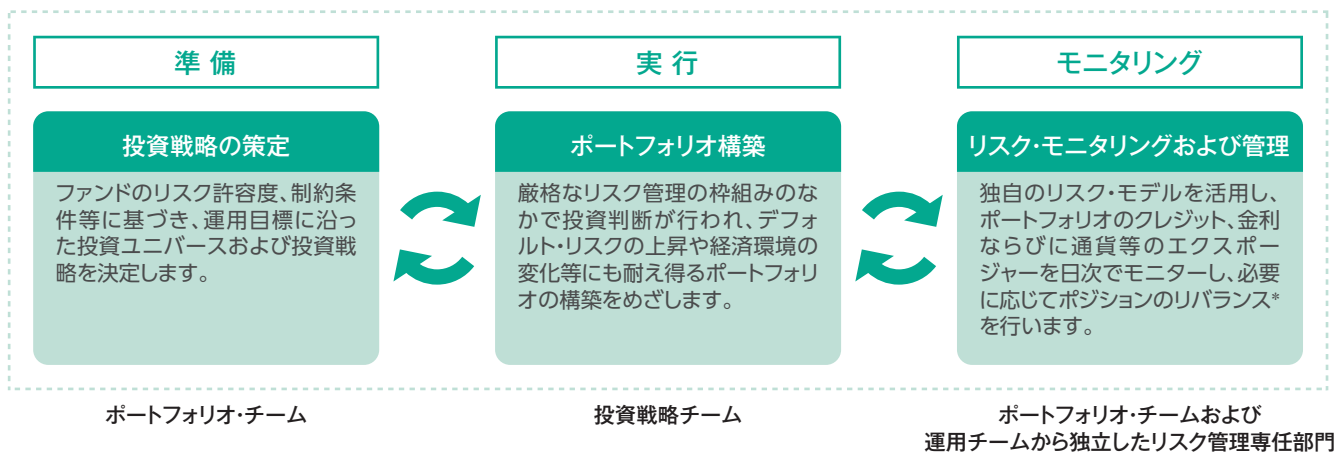 準 備
投資戦略の策定
ファンドのリスク許容度、制約条
件等に基づき、運用目標に沿っ
た投資ユニバースおよび投資戦
略を決定します。
ポートフォリオ・チーム
実 行
ポートフォリオ構築
厳格なリスク管理の枠組みのな
かで投資判断が行われ、デフォ
ルト・リスクの上昇や経済環境の
変化等にも耐え得るポートフォリ
オの構築をめざします。
投資戦略チーム
モニタリング
リスク・モニタリングおよび管理
独自のリスク・モデルを活用し、
ポートフォリオのクレジット、金利
ならびに通貨等のエクスポー
ジャーを日次でモニターし、必要
に応じてポジションのリバランス*
を行います。
ポートフォリオ・チームおよび
運用チームから独立したリスク管理専任部門